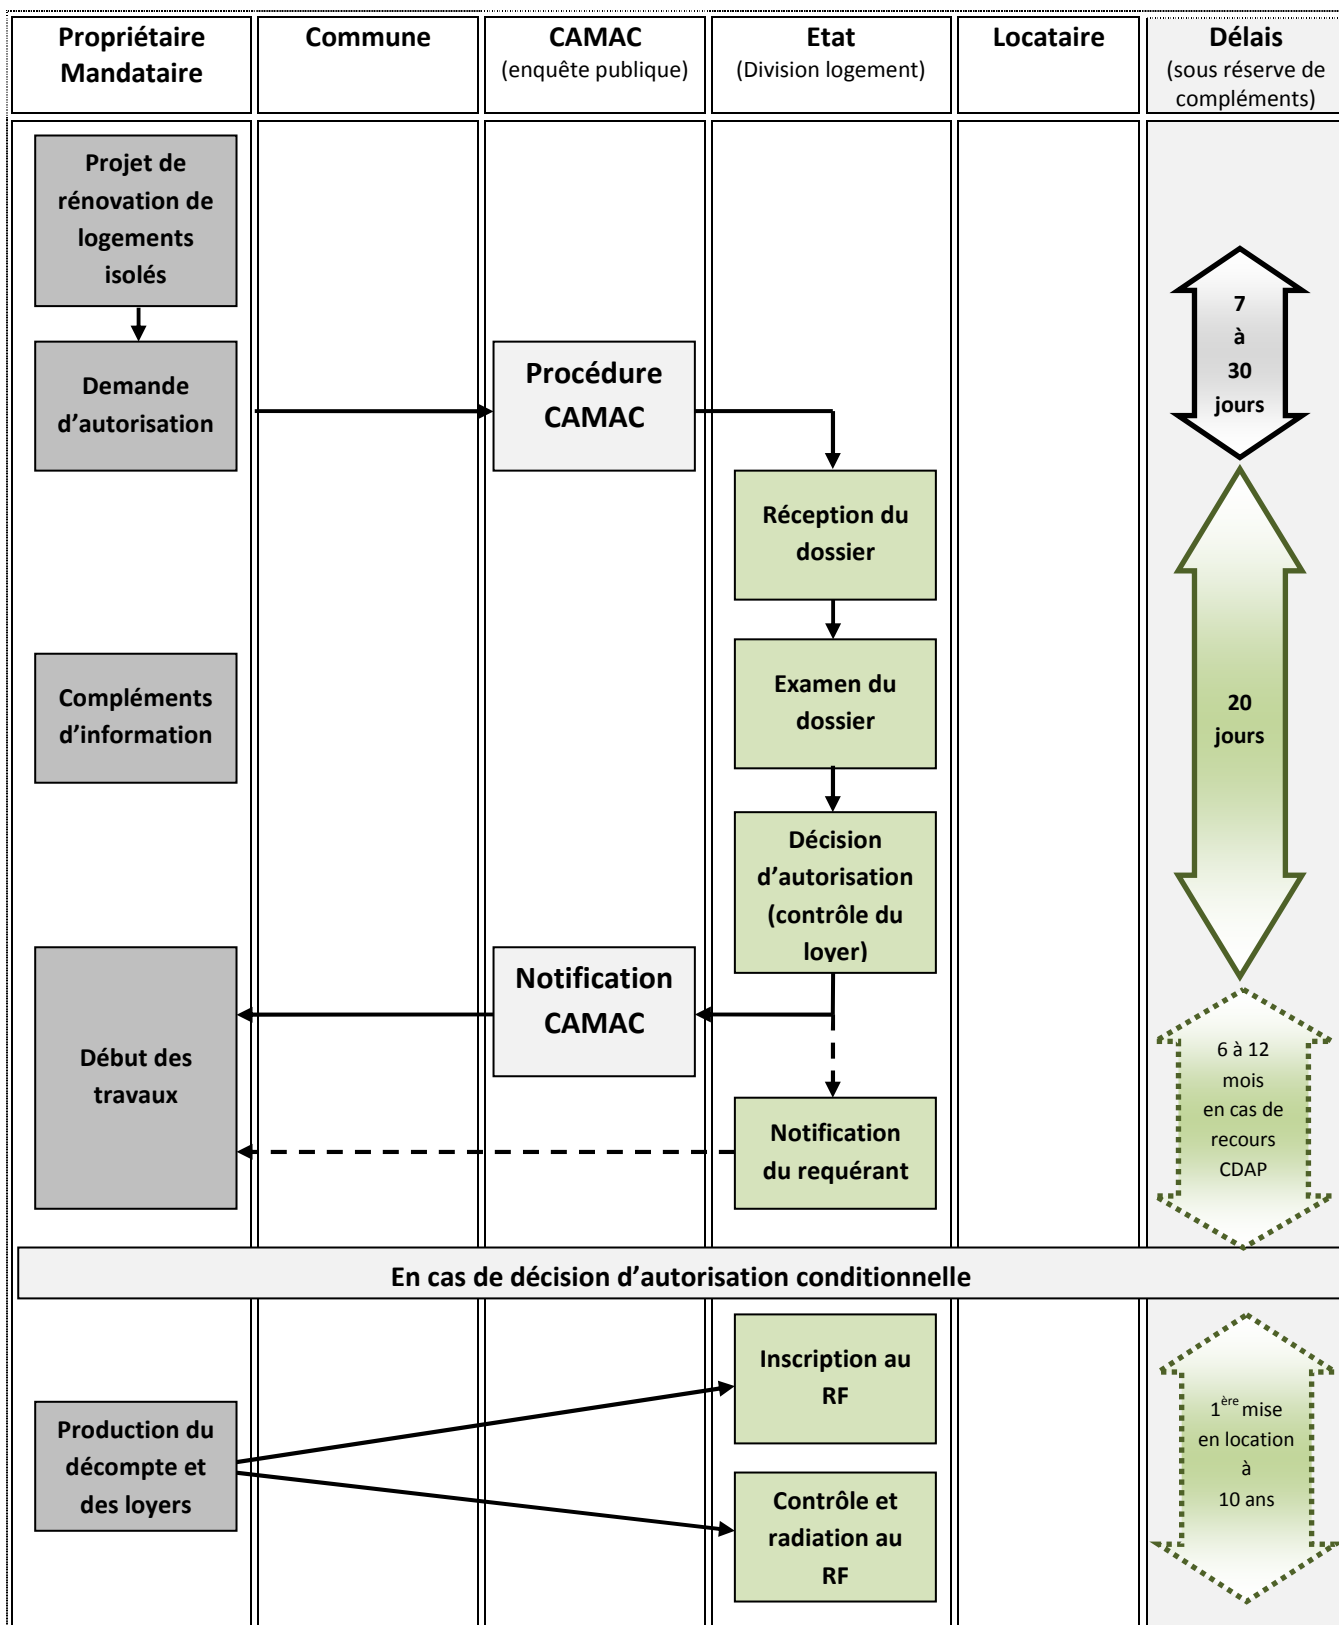 Propriétaire
Mandataire
Commune
CAMAC
(enquête publique)
Etat
(Division logement)
Locataire
Délais
(sous réserve de
compléments)
Projet de
rénovation de
logements
isolés
7
à
30
jours
Demande
d’autorisation
Procédure
CAMAC
Réception du
dossier
Compléments
d’information
Examen du
dossier
20
jours
Décision
d’autorisation
(contrôle du
loyer)
Début des
travaux
Notification
CAMAC
Notification
du requérant
6 à 12
mois
en cas de
recours
CDAP
En cas de décision d’autorisation conditionnelle
Production du
décompte et
des loyers
Inscription au
RF
Contrôle et
radiation au
RF
1ère mise
en location
à
10 ans